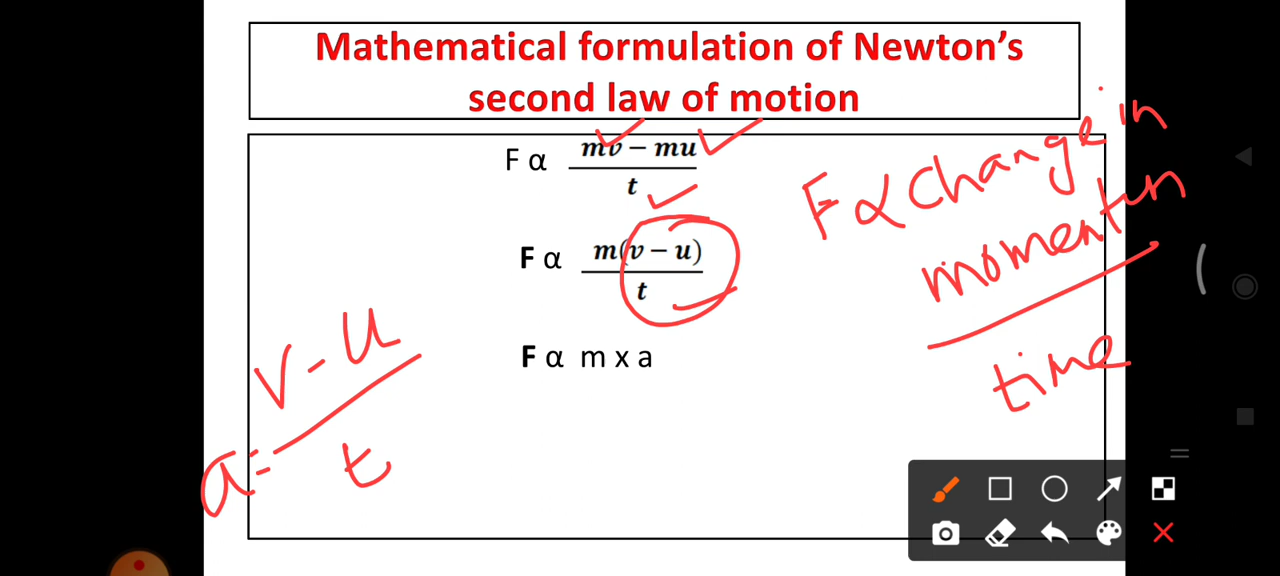 Mathematical formulation of Newton's
second law of motion
F α mv − mu
t
F α m(v − u)
t
F α m x a
F α change in
momentum
time
a = v - u
t